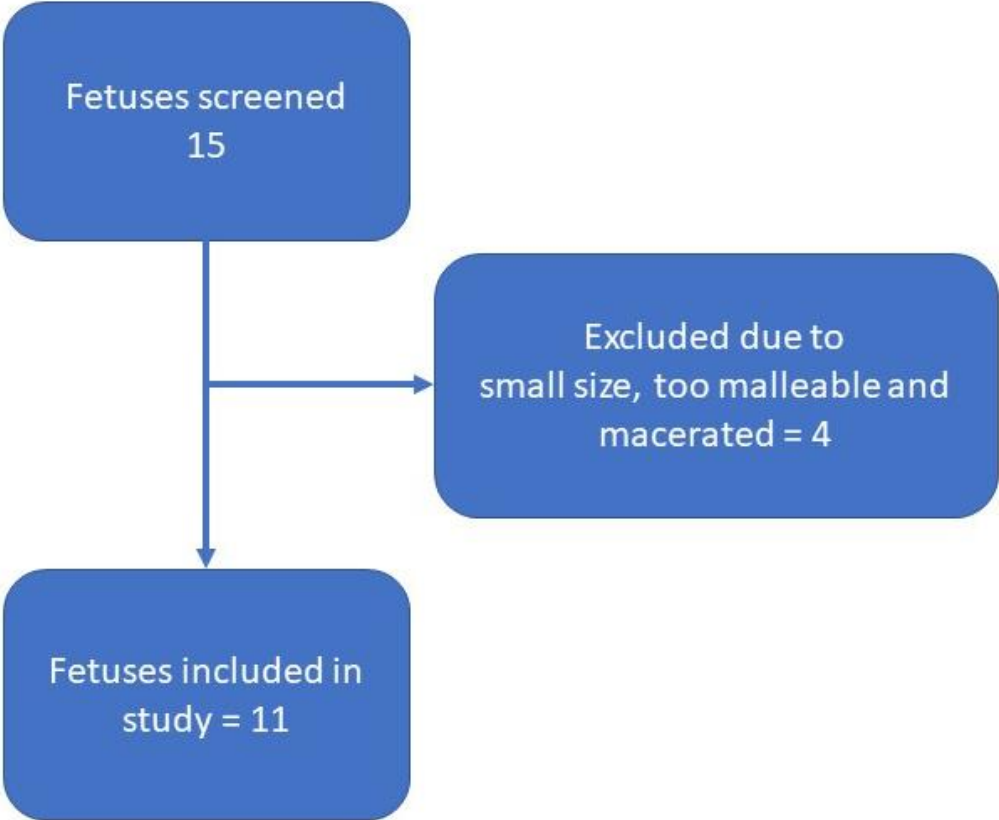 Fetuses screened
15
Excluded due to
small size, too malleable and
macerated = 4
Fetuses included in
study = 11